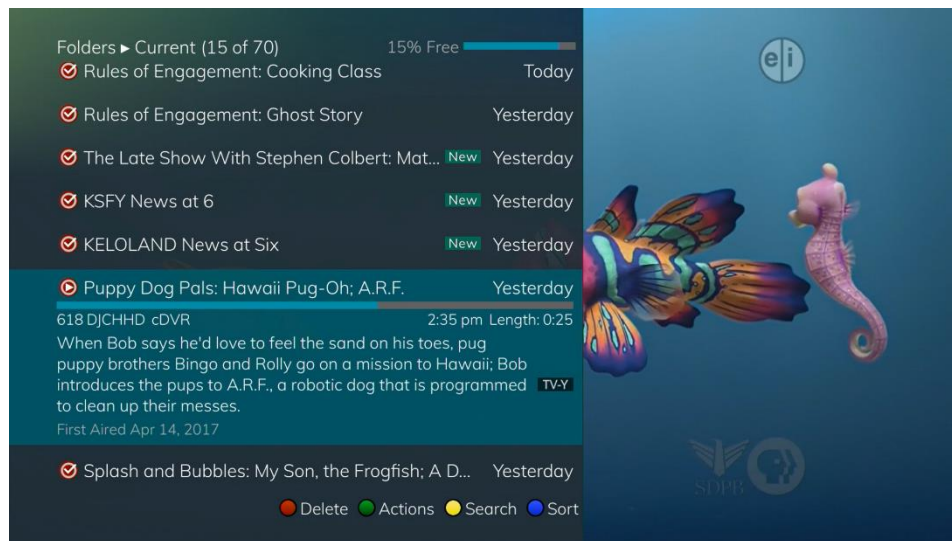 Folders ▸ Current (15 of 70) 15% Free
Rules of Engagement: Cooking Class Today
Rules of Engagement: Ghost Story Yesterday
The Late Show With Stephen Colbert: Mat... New Yesterday
KSFY News at 6 New Yesterday
KELOLAND News at Six New Yesterday
Puppy Dog Pals: Hawaii Pug-Oh; A.R.F. Yesterday
618 DJCHHD cDVR 2:35 pm Length: 0:25
When Bob says he'd love to feel the sand on his toes, pug
puppy brothers Bingo and Rolly go on a mission to Hawaii; Bob
introduces the pups to A.R.F., a robotic dog that is programmed TV-Y
to clean up their messes.
First Aired Apr 14, 2017
Splash and Bubbles: My Son, the Frogfish; A D... Yesterday
Delete Actions Search Sort
e i
SDPB